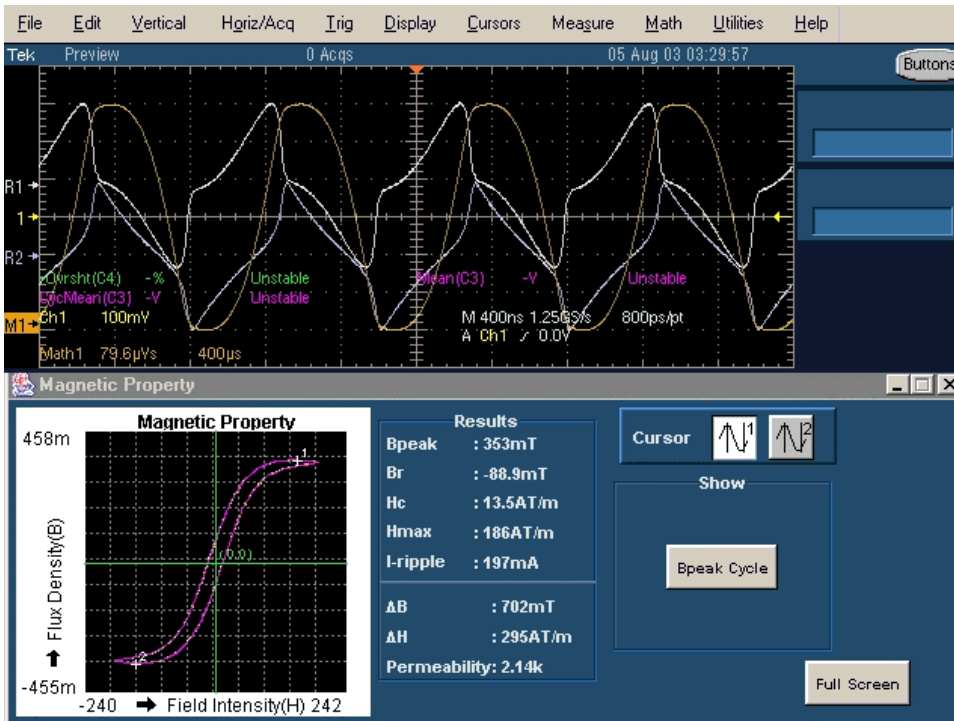 File Edit Vertical Horiz/Acq Trig Display Cursors Measure Math Utilities Help
Tek Preview 0 Acqs 05 Aug 03 03:29:57
Buttons
R1
1
R2
Ovrsht(C4) -% Unstable Mean(C3) -V Unstable
CycMean(C3) -V Unstable
Ch1 100mV M 400ns 1.25GS/s 800ps/pt
M1
A Ch1 0.0V
Math1 79.6µVs 400µs
Magnetic Property
Magnetic Property
458m
1
(0,0)
2
Flux Density(B)
-455m
-240 Field Intensity(H) 242
Results
Bpeak : 353mT
Br : -88.9mT
Hc : 13.5AT/m
Hmax : 186AT/m
I-ripple : 197mA
ΔB : 702mT
ΔH : 295AT/m
Permeability: 2.14k
Cursor 1 2
Show
Bpeak Cycle
Full Screen